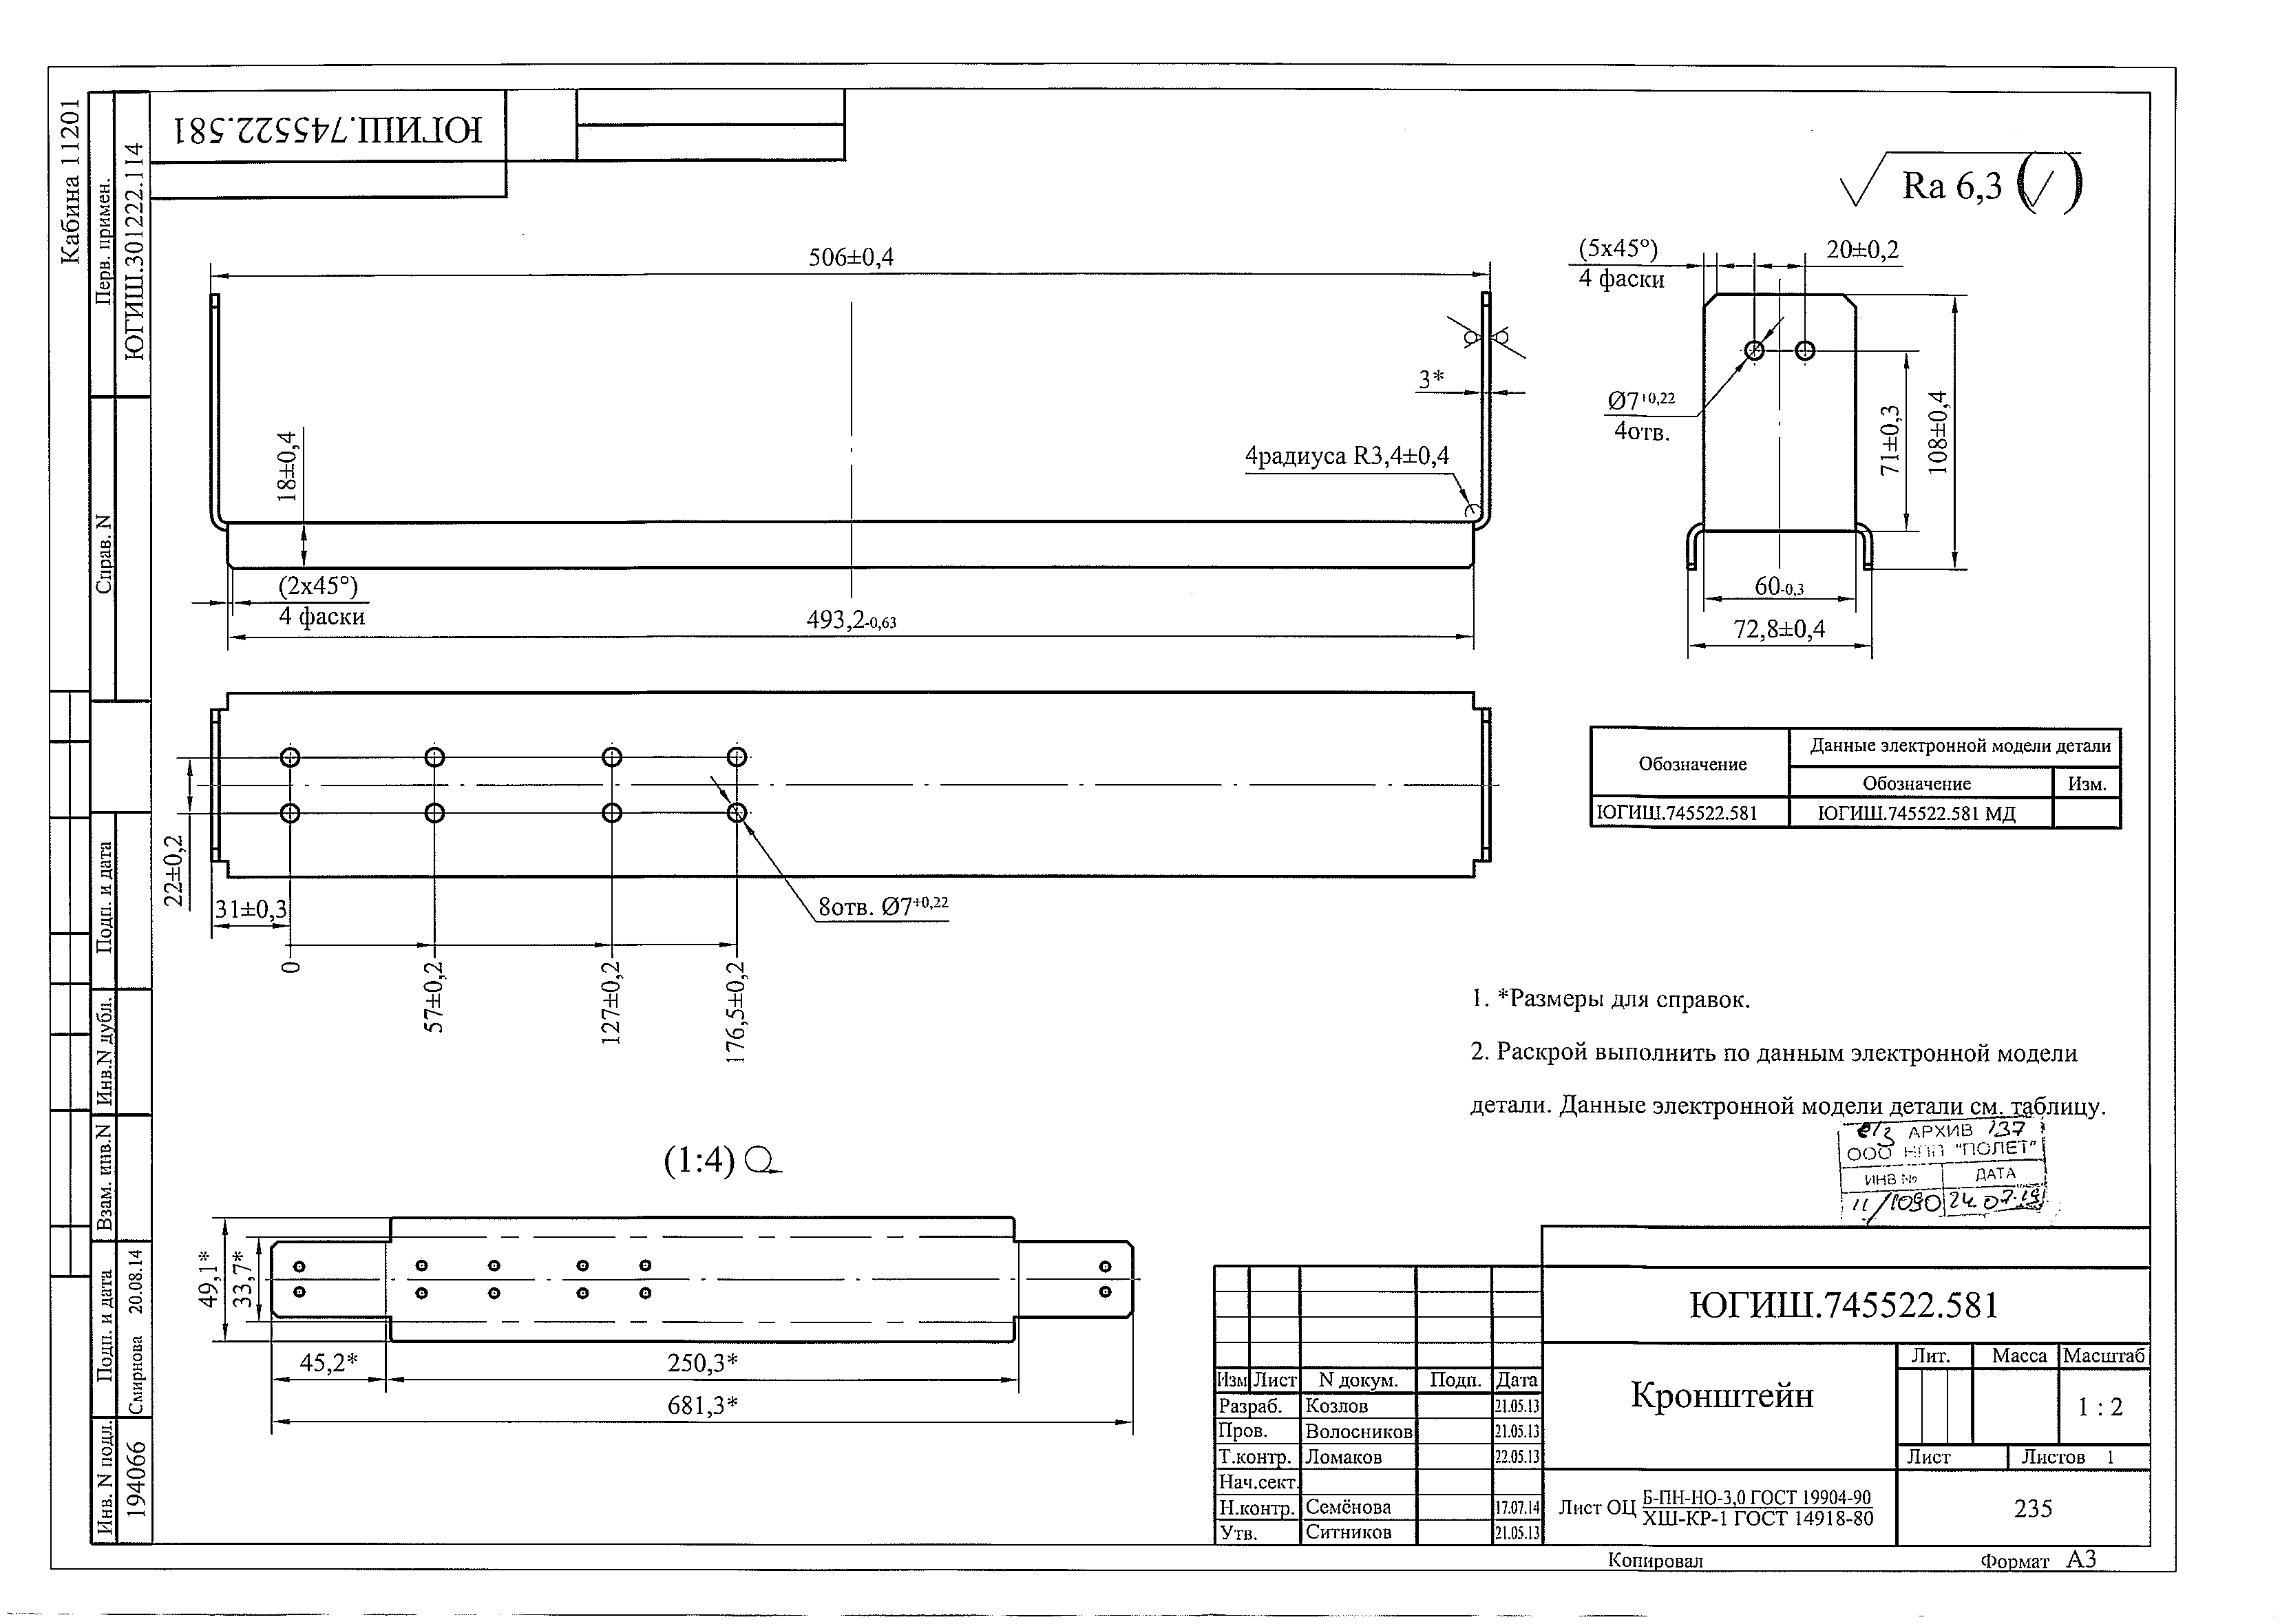 Кабина 11201
Перв. примен.
ЮГИШ.301222.114
ЮГИШ.745522.581
Ra 6,3
506±0,4
18±0,4
(2x45°)
4 фаски
493,2-0,63
3*
4радиуса R3,4±0,4
(5x45°)
4 фаски
20±0,2
Ø7+0,22
4отв.
71±0,3
108±0,4
60-0,3
72,8±0,4
Справ. N
22±0,2
31±0,3
8отв. Ø7+0,22
0
57±0,2
127±0,2
176,5±0,2
Обозначение
Данные электронной модели детали
Обозначение
Изм.
ЮГИШ.745522.581
ЮГИШ.745522.581 МД
1. *Размеры для справок.
2. Раскрой выполнить по данным электронной модели
детали. Данные электронной модели детали см. таблицу.
АРХИВ 137
ООО НПП "ПОЛЕТ"
ИНВ № ДАТА
11/1090 24.07.19
(1:4)
49,1*
33,7*
45,2*
250,3*
681,3*
Подп. и дата
Инв.N дубл.
Взам. инв.N
Подп. и дата
Смирнова 20.08.14
Инв. N подл.
194066
ЮГИШ.745522.581
Изм Лист N докум. Подп. Дата
Разраб. Козлов 21.05.13
Пров. Волосников 21.05.13
Т.контр. Ломаков 22.05.13
Нач.сект.
Н.контр. Семёнова 17.07.14
Утв. Ситников 21.05.13
Кронштейн
Лит. Масса Масштаб
1 : 2
Лист Листов 1
Лист ОЦ Б-ПН-НО-3,0 ГОСТ 19904-90
ХШ-КР-1 ГОСТ 14918-80
235
Копировал Формат А3